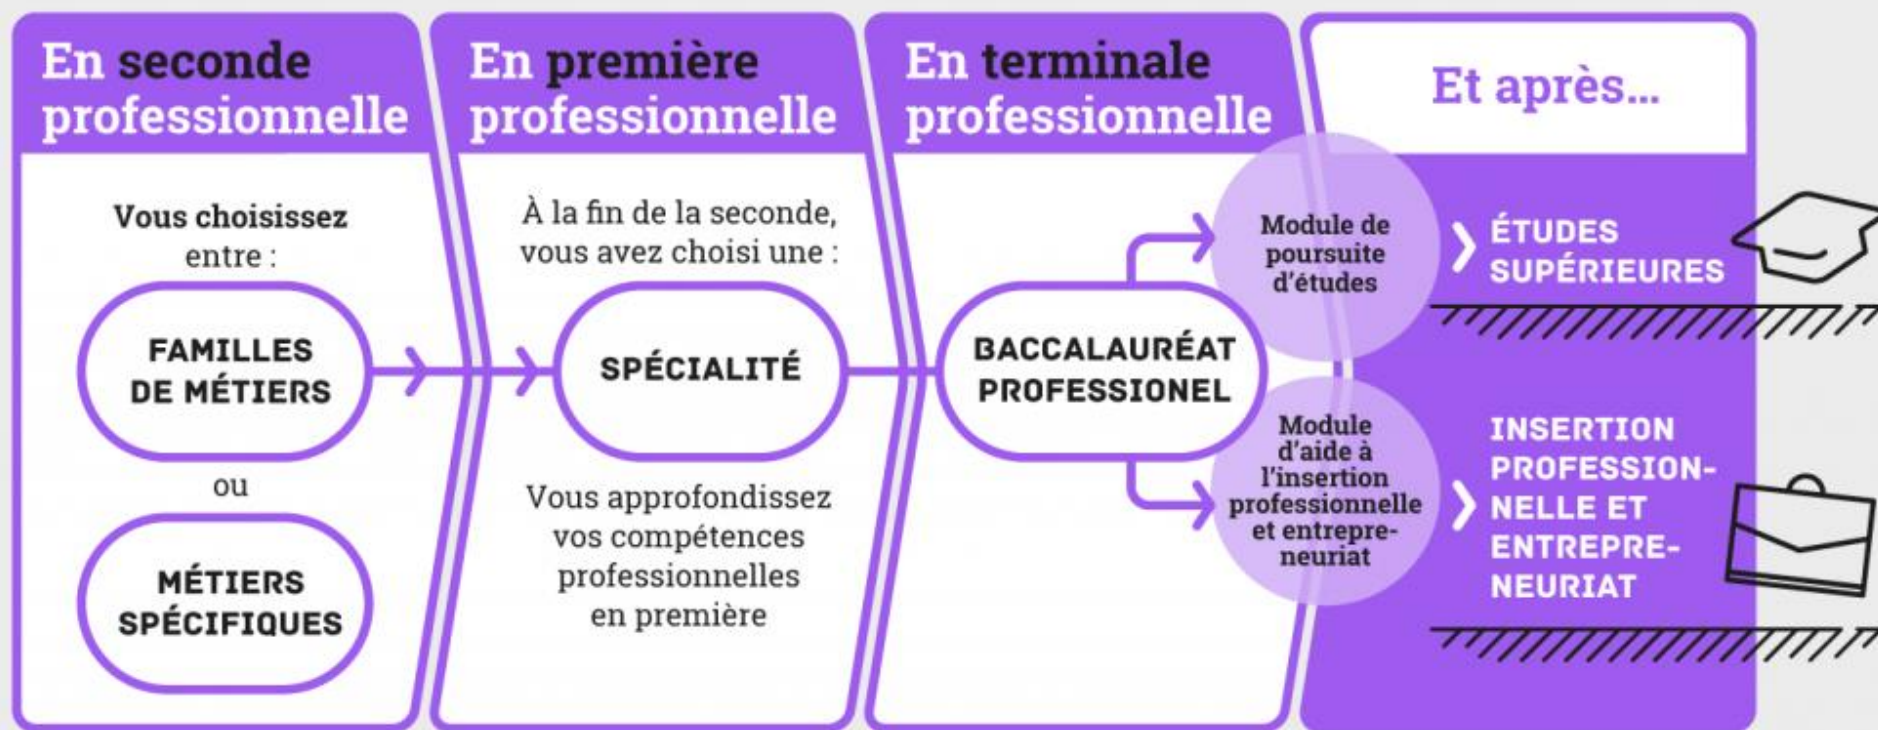 En seconde
professionnelle
Vous choisissez
entre :
FAMILLES
DE MÉTIERS
ou
MÉTIERS
SPÉCIFIQUES
En première
professionnelle
À la fin de la seconde,
vous avez choisi une :
SPÉCIALITÉ
Vous approfondissez
vos compétences
professionnelles
en première
En terminale
professionnelle
BACCALAURÉAT
PROFESSIONEL
Module de
poursuite
d'études
Module
d'aide à
l'insertion
professionnelle
et entrepre-
neuriat
Et après...
ÉTUDES
SUPÉRIEURES
INSERTION
PROFESSION-
NELLE ET
ENTREPRE-
NEURIAT